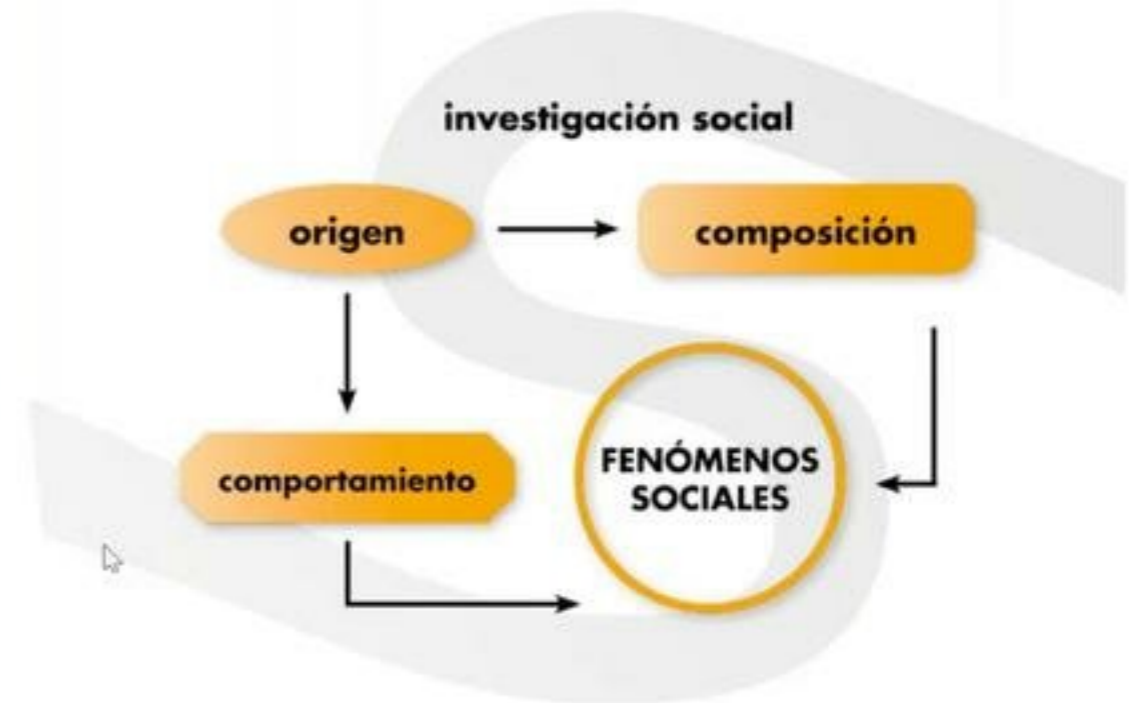 investigación social
origen
composición
comportamiento
FENÓMENOS
SOCIALES